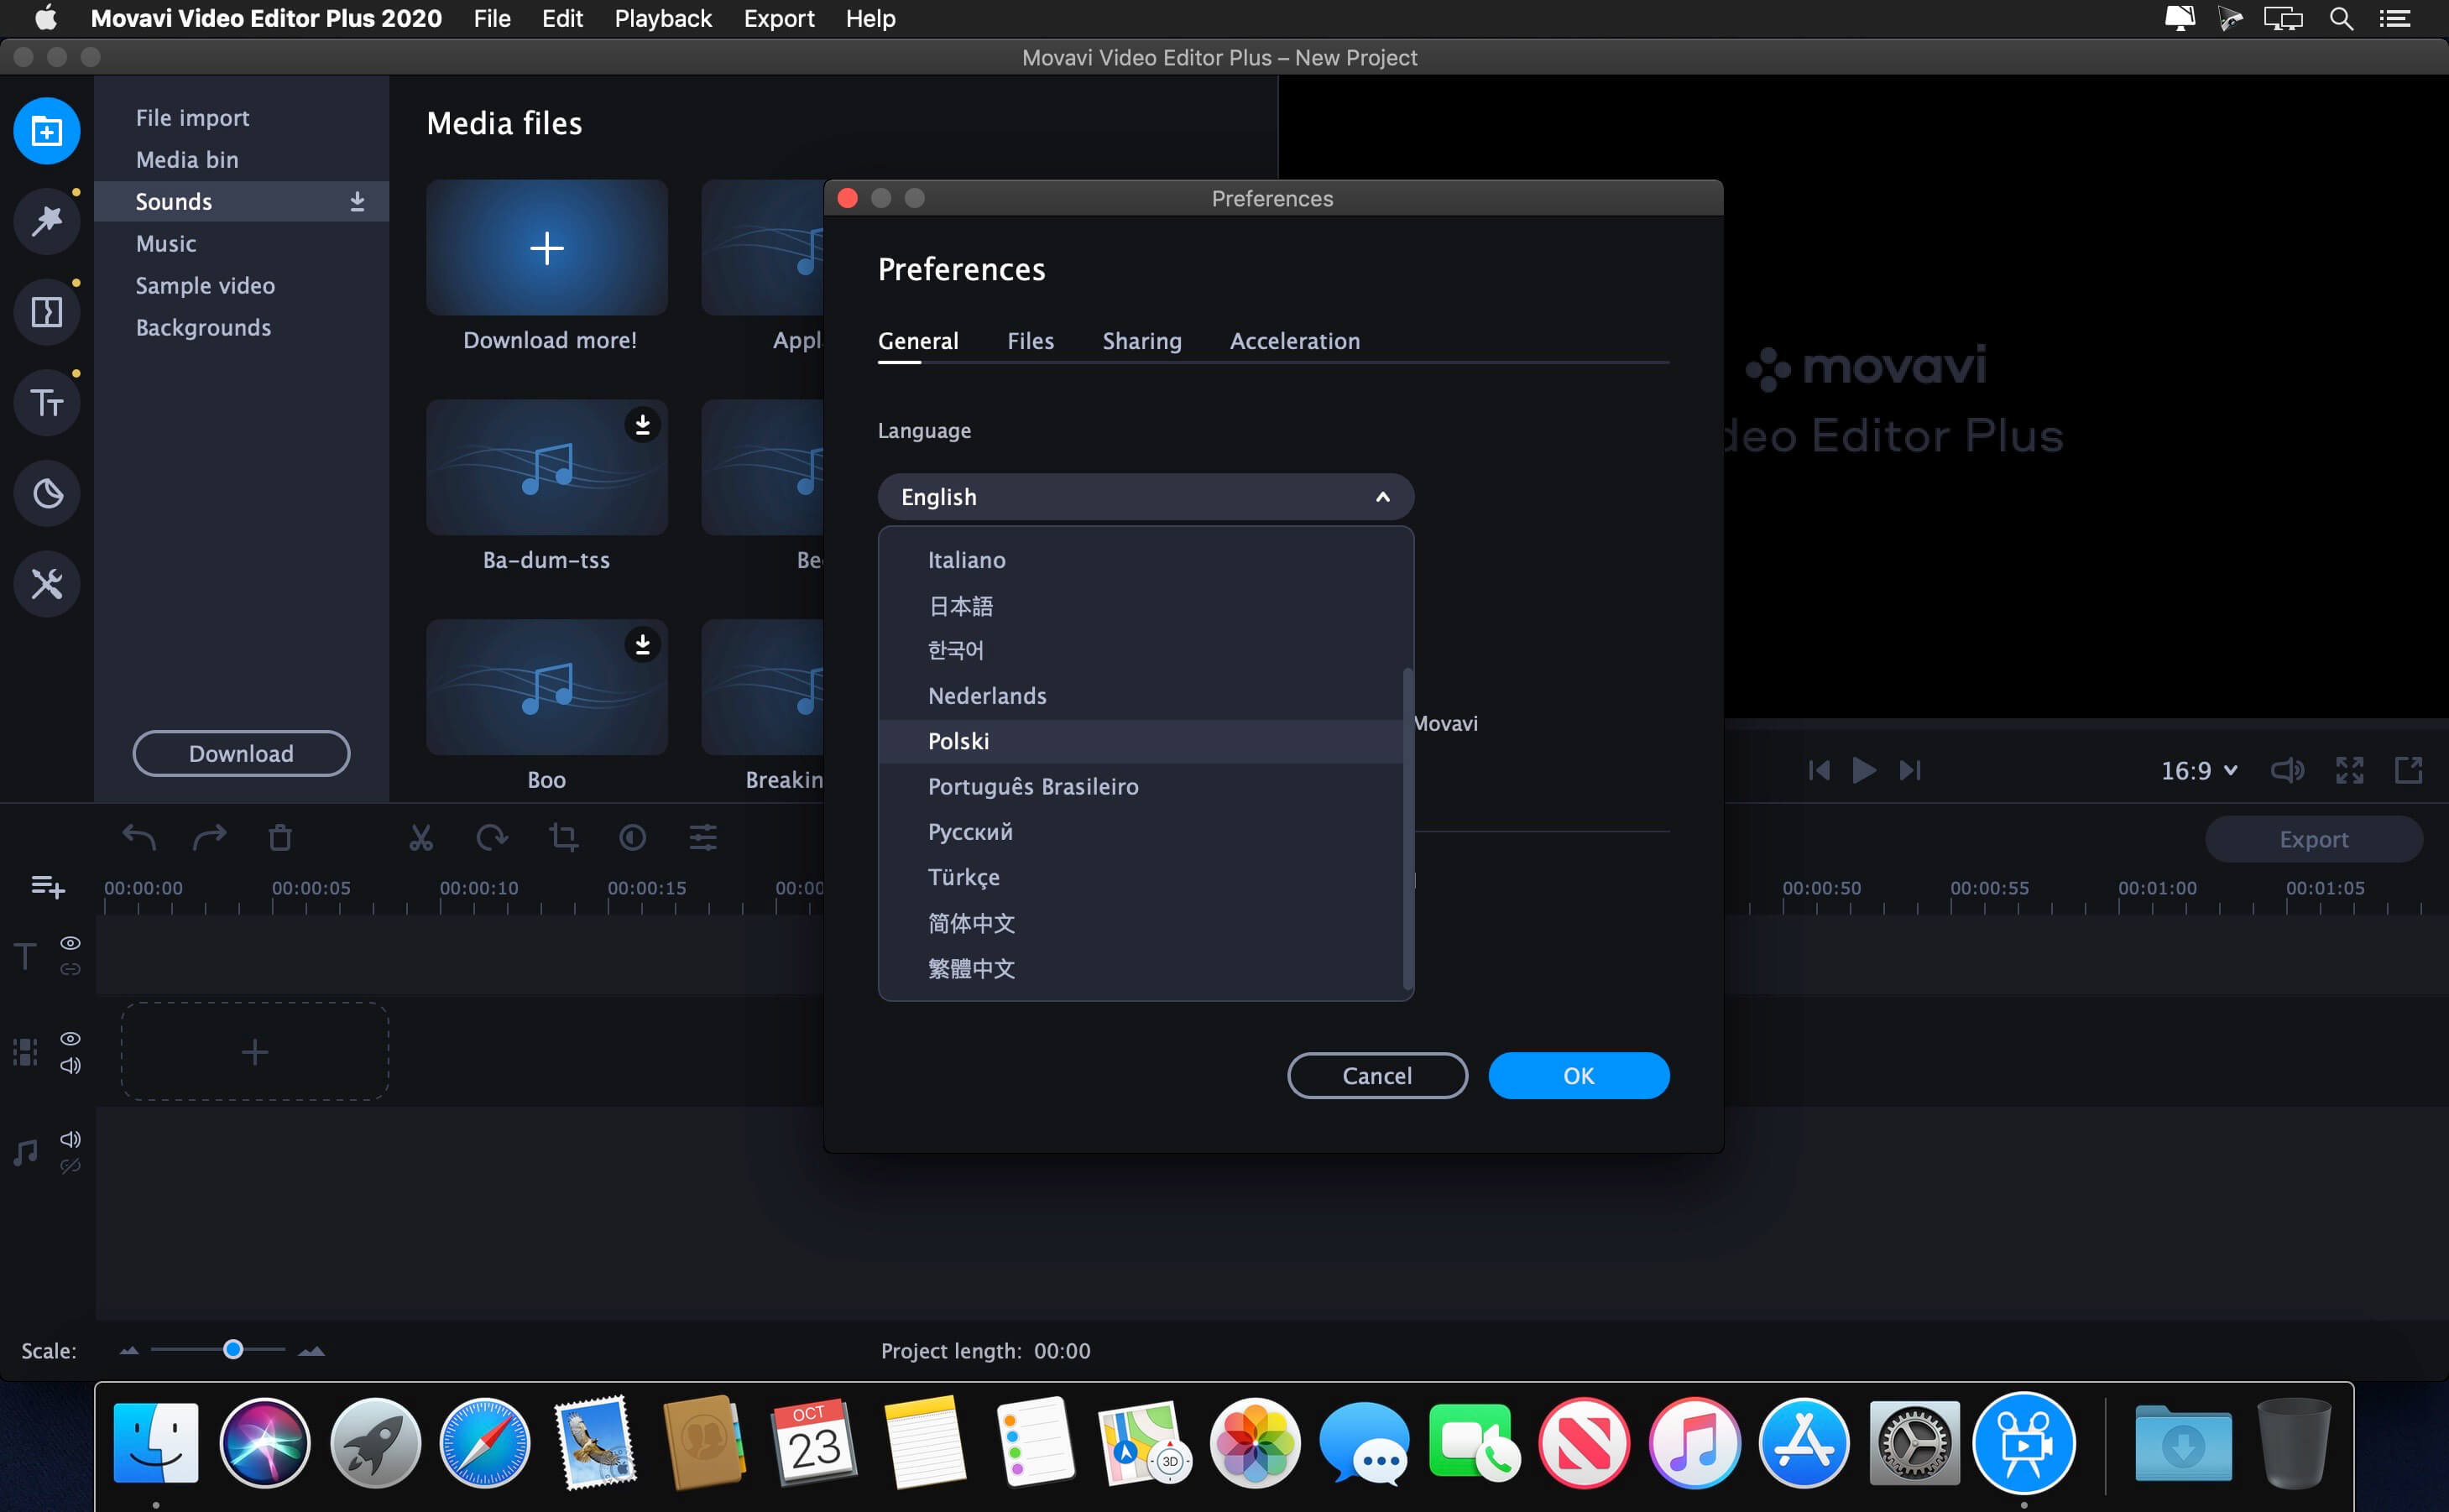 Movavi Video Editor Plus 2020 File Edit Playback Export Help
Movavi Video Editor Plus – New Project
File import
Media bin
Sounds
Music
Sample video
Backgrounds
Download
Media files
Download more!
Appl
Ba-dum-tss
Be
Boo
Breakin
Preferences
Preferences
General Files Sharing Acceleration
Language
English
Italiano
日本語
한국어
Nederlands
Polski
Português Brasileiro
Русский
Türkçe
简体中文
繁體中文
Movavi
Cancel OK
movavi
deo Editor Plus
16:9
Export
00:00:00 00:00:05 00:00:10 00:00:15 00:00 00:00:50 00:00:55 00:01:00 00:01:05
Scale:
Project length: 00:00
OCT
23
3D